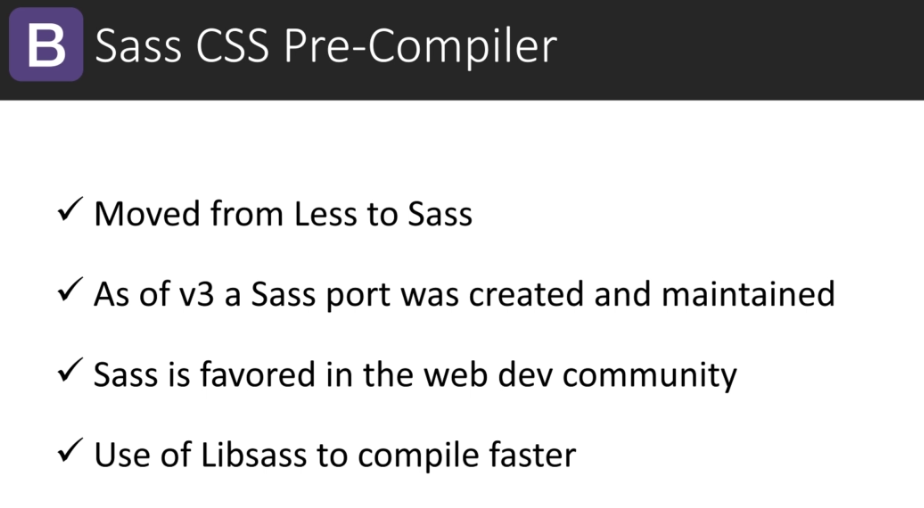 B Sass CSS Pre-Compiler
✓ Moved from Less to Sass
✓ As of v3 a Sass port was created and maintained
✓ Sass is favored in the web dev community
✓ Use of Libsass to compile faster